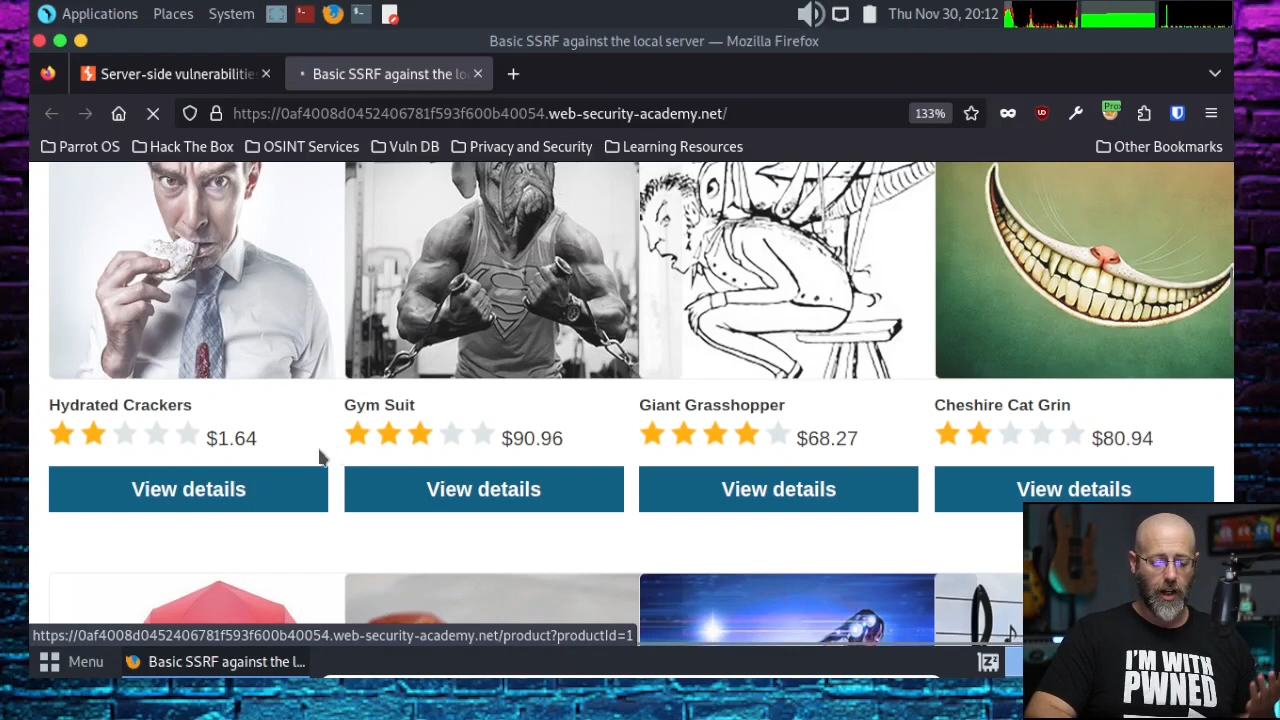 Applications Places System
Thu Nov 30, 20:12
Basic SSRF against the local server — Mozilla Firefox
Server-side vulnerabilities
Basic SSRF against the lo
https://0af4008d0452406781f593f600b40054.web-security-academy.net/
133%
Parrot OS Hack The Box OSINT Services Vuln DB Privacy and Security Learning Resources Other Bookmarks
Hydrated Crackers Gym Suit Giant Grasshopper Cheshire Cat Grin
$1.64 $90.96 $68.27 $80.94
View details View details View details View details
https://0af4008d0452406781f593f600b40054.web-security-academy.net/product?productId=1
Menu Basic SSRF against the l...
I'M WITH
PWNED